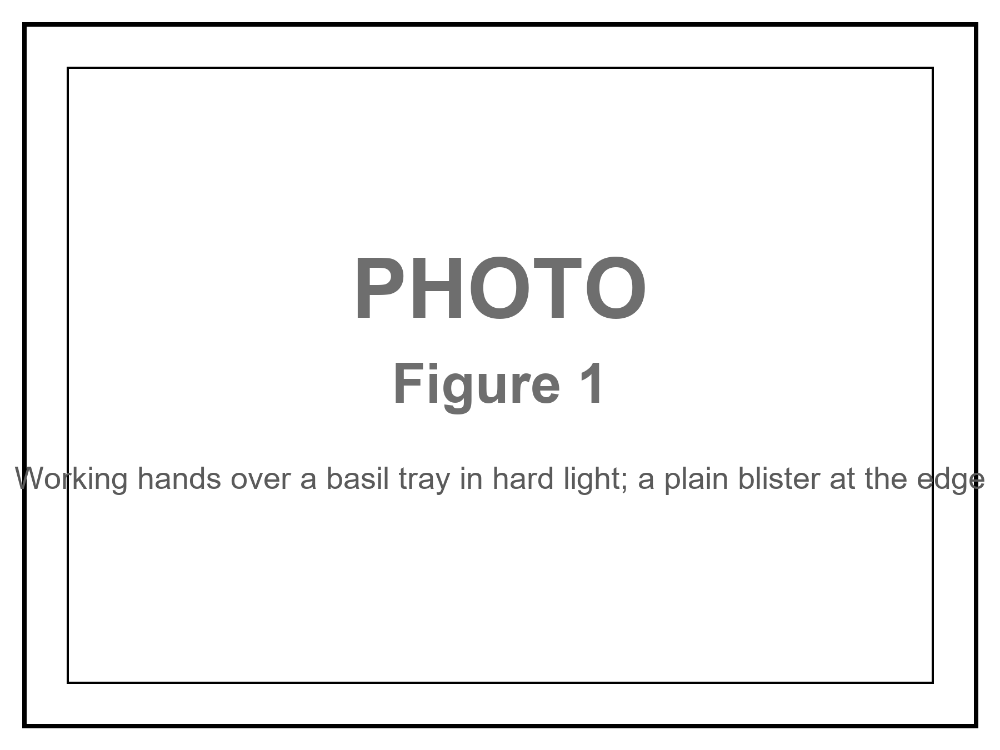 PHOTO
Figure 1
Working hands over a basil tray in hard light; a plain blister at the edge